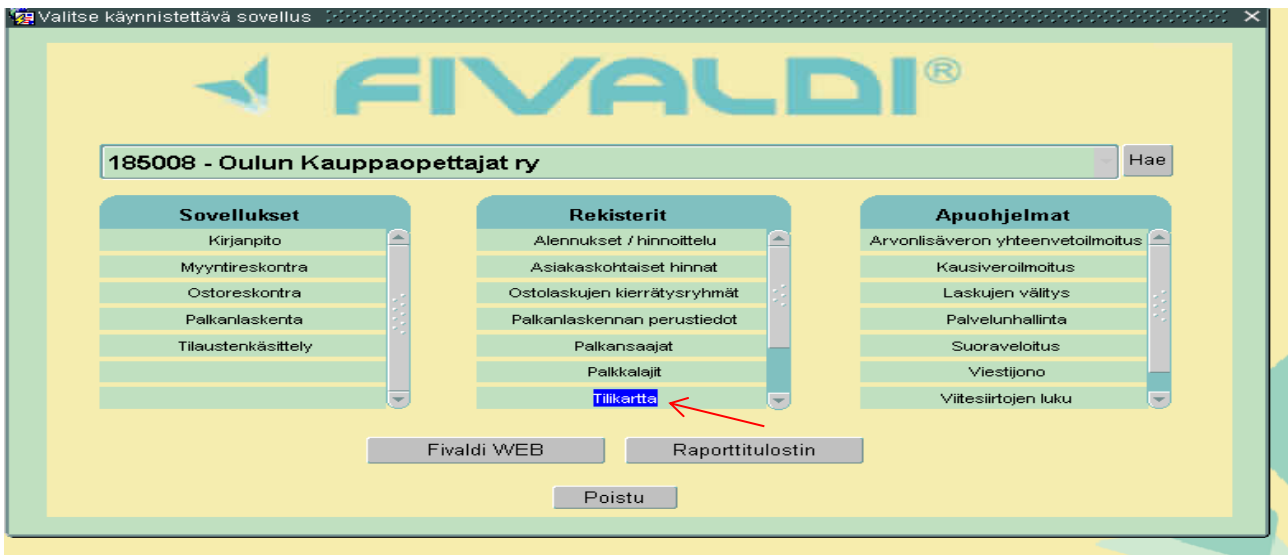 Valitse käynnistettävä sovellus
FIVALDI®
185008 - Oulun Kauppaopettajat ry
Hae
Sovellukset
Kirjanpito
Myyntireskontra
Ostoreskontra
Palkanlaskenta
Tilaustenkäsittely
Rekisterit
Alennukset / hinnoittelu
Asiakaskohtaiset hinnat
Ostolaskujen kierrätysryhmät
Palkanlaskennan perustiedot
Palkansaajat
Palkkalajit
Tilikartta
Apuohjelmat
Arvonlisäveron yhteenvetoilmoitus
Kausiveroilmoitus
Laskujen välitys
Palvelunhallinta
Suoraveloitus
Viestijono
Viitesiirtojen luku
Fivaldi WEB
Raporttitulostin
Poistu